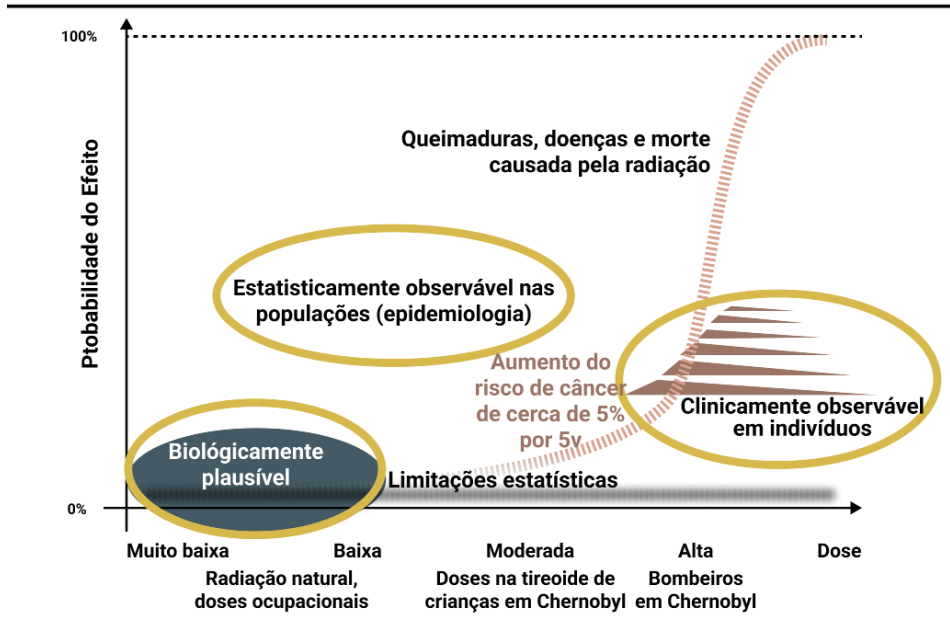 100%
Ptobabilidade do Efeito
Queimaduras, doenças e morte
causada pela radiação
Estatisticamente observável nas
populações (epidemiologia)
Aumento do
risco de câncer
de cerca de 5%
por 5v
Clinicamente observável
em indivíduos
Biológicamente
plausível
Limitações estatísticas
0%
Muito baixa
Baixa
Moderada
Alta
Dose
Radiação natural,
doses ocupacionais
Doses na tireoide de
crianças em Chernobyl
Bombeiros
em Chernobyl